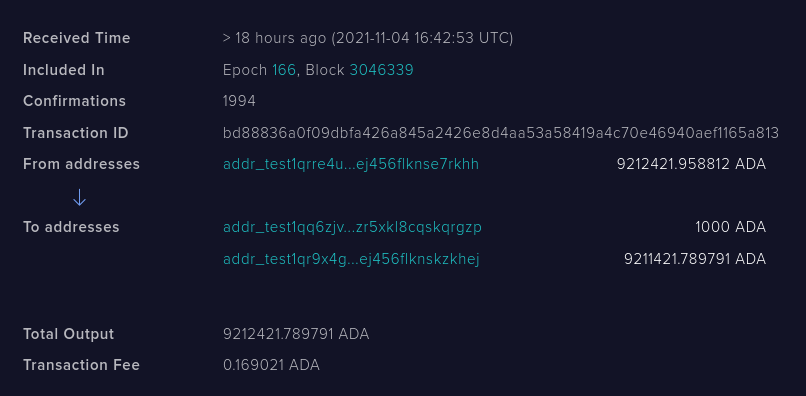 Received Time > 18 hours ago (2021-11-04 16:42:53 UTC)
Included In Epoch 166, Block 3046339
Confirmations 1994
Transaction ID bd88836a0f09dbfa426a845a2426e8d4aa53a58419a4c70e46940aef1165a813
From addresses addr_test1qrre4u...ej456flknse7rkhh 9212421.958812 ADA
To addresses addr_test1qq6zjv...zr5xkl8cqskqrgzp 1000 ADA
addr_test1qr9x4g...ej456flknskzkhej 9211421.789791 ADA
Total Output 9212421.789791 ADA
Transaction Fee 0.169021 ADA